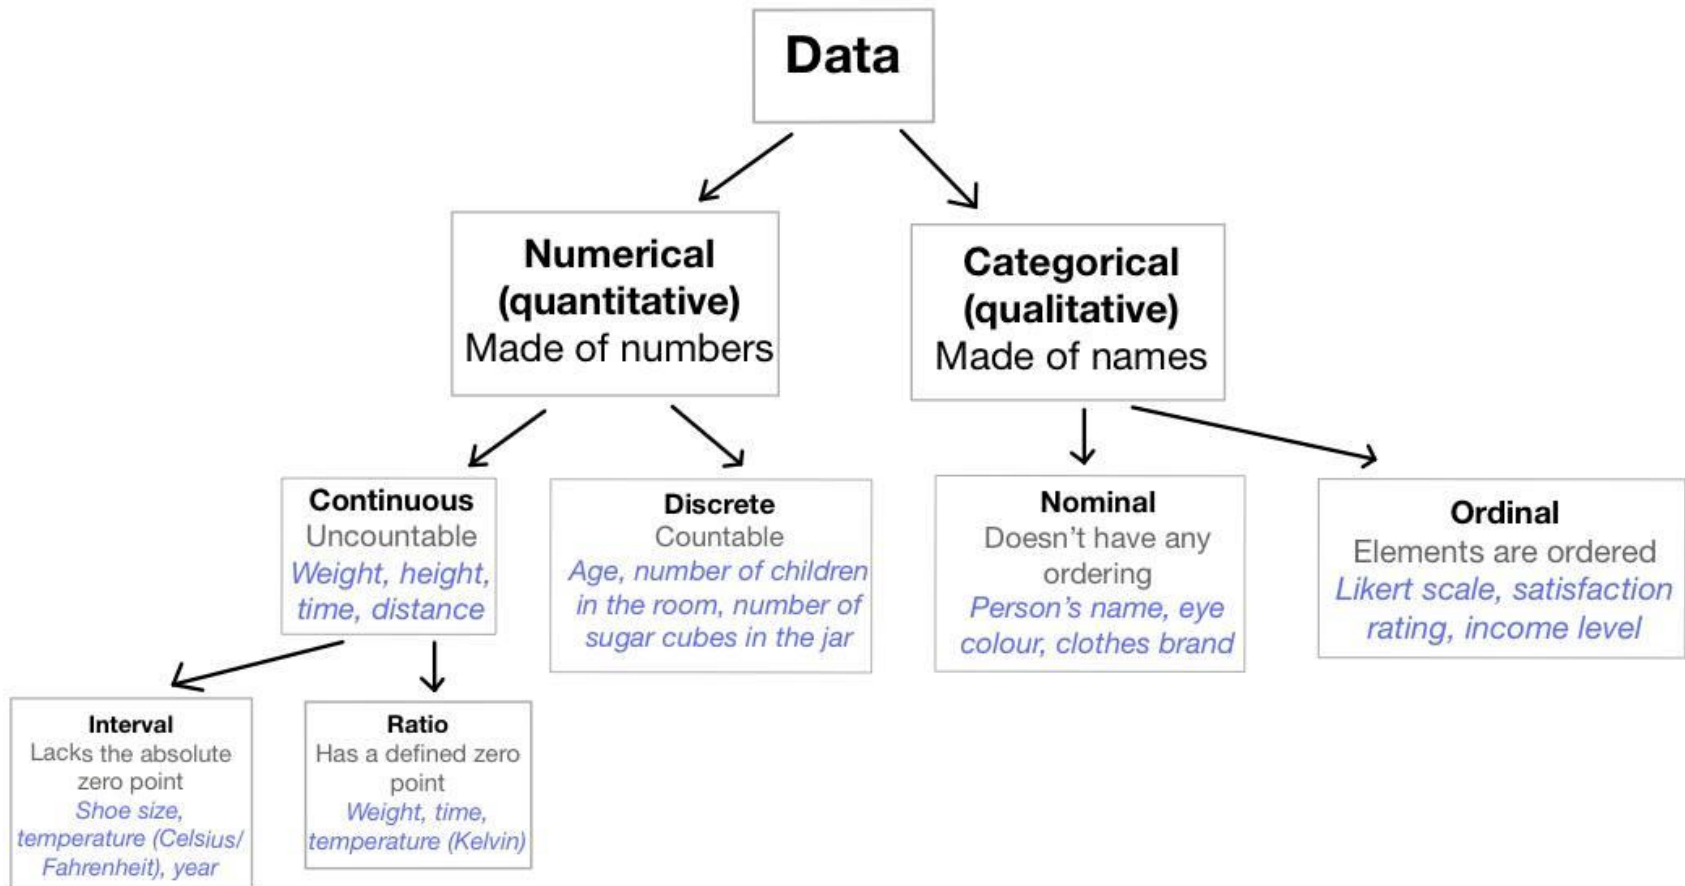 Data
Numerical
(quantitative)
Made of numbers
Categorical
(qualitative)
Made of names
Continuous
Uncountable
Weight, height,
time, distance
Discrete
Countable
Age, number of children
in the room, number of
sugar cubes in the jar
Nominal
Doesn't have any
ordering
Person's name, eye
colour, clothes brand
Ordinal
Elements are ordered
Likert scale, satisfaction
rating, income level
Interval
Lacks the absolute
zero point
Shoe size,
temperature (Celsius/
Fahrenheit), year
Ratio
Has a defined zero
point
Weight, time,
temperature (Kelvin)